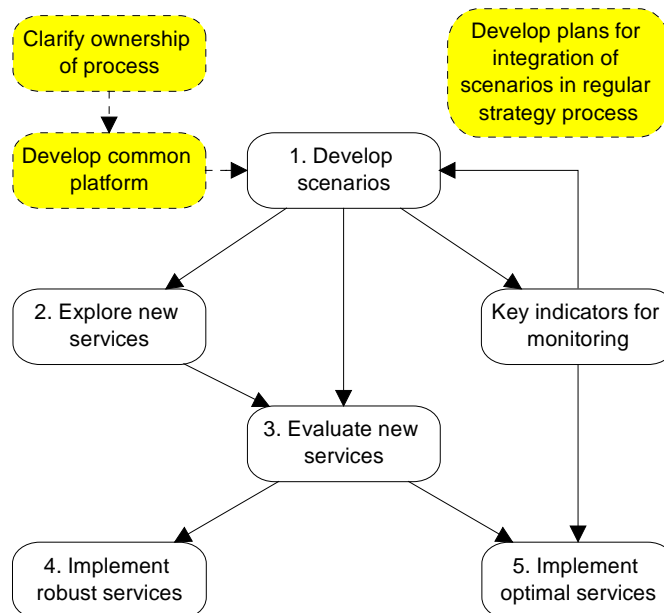 Clarify ownership
of process
Develop plans for
integration of
scenarios in regular
strategy process
Develop common
platform
1. Develop
scenarios
2. Explore new
services
Key indicators for
monitoring
3. Evaluate new
services
4. Implement
robust services
5. Implement
optimal services